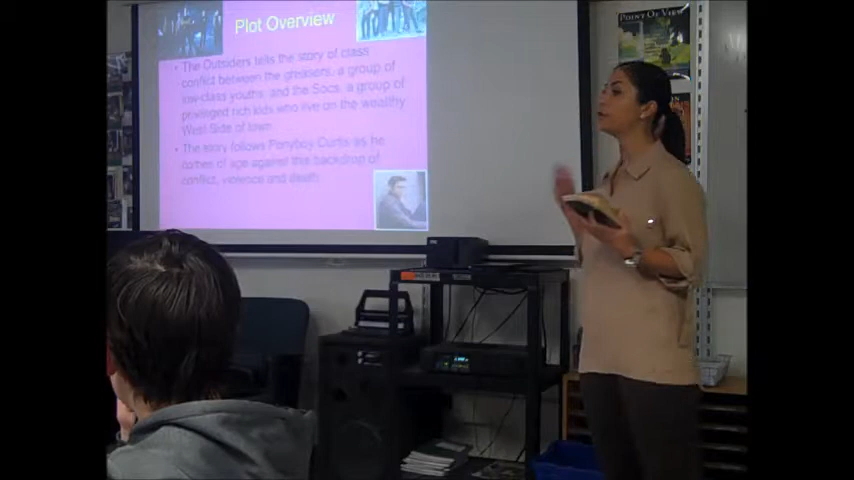 Plot Overview
POINT OF VIEW
• The Outsiders tells the story of class
conflict between the greasers, a group of
low-class youths, and the Socs, a group of
privileged rich kids who live on the wealthy
West Side of town.
• The story follows Ponyboy Curtis as he
comes of age against this backdrop of
conflict, violence and death.